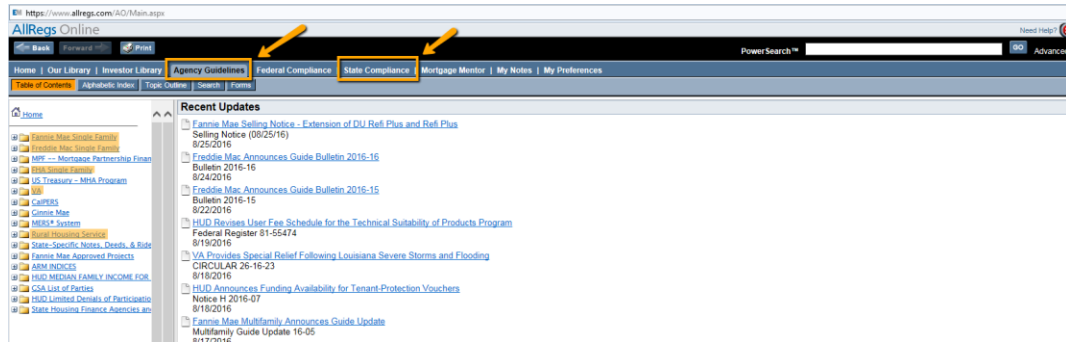 https://www.allregs.com/AO/Main.aspx
AllRegs Online
Need Help?
Back Forward Print
PowerSearch™ GO Advanced
Home | Our Library | Investor Library | Agency Guidelines | Federal Compliance | State Compliance | Mortgage Mentor | My Notes | My Preferences
Table of Contents Alphabetic Index Topic Outline Search Forms
Home
Fannie Mae Single Family
Freddie Mac Single Family
MPF -- Mortgage Partnership Finan
FHA Single Family
US Treasury - MHA Program
VA
CalPERS
Ginnie Mae
MERS® System
Rural Housing Service
State-Specific Notes, Deeds, & Ride
Fannie Mae Approved Projects
ARM INDICES
HUD MEDIAN FAMILY INCOME FOR
GSA List of Parties
HUD Limited Denials of Participatio
State Housing Finance Agencies an
Recent Updates
Fannie Mae Selling Notice - Extension of DU Refi Plus and Refi Plus
Selling Notice (08/25/16)
8/25/2016
Freddie Mac Announces Guide Bulletin 2016-16
Bulletin 2016-16
8/24/2016
Freddie Mac Announces Guide Bulletin 2016-15
Bulletin 2016-15
8/22/2016
HUD Revises User Fee Schedule for the Technical Suitability of Products Program
Federal Register 81-55474
8/19/2016
VA Provides Special Relief Following Louisiana Severe Storms and Flooding
CIRCULAR 26-16-23
8/18/2016
HUD Announces Funding Availability for Tenant-Protection Vouchers
Notice H 2016-07
8/18/2016
Fannie Mae Multifamily Announces Guide Update
Multifamily Guide Update 16-05
8/17/2016